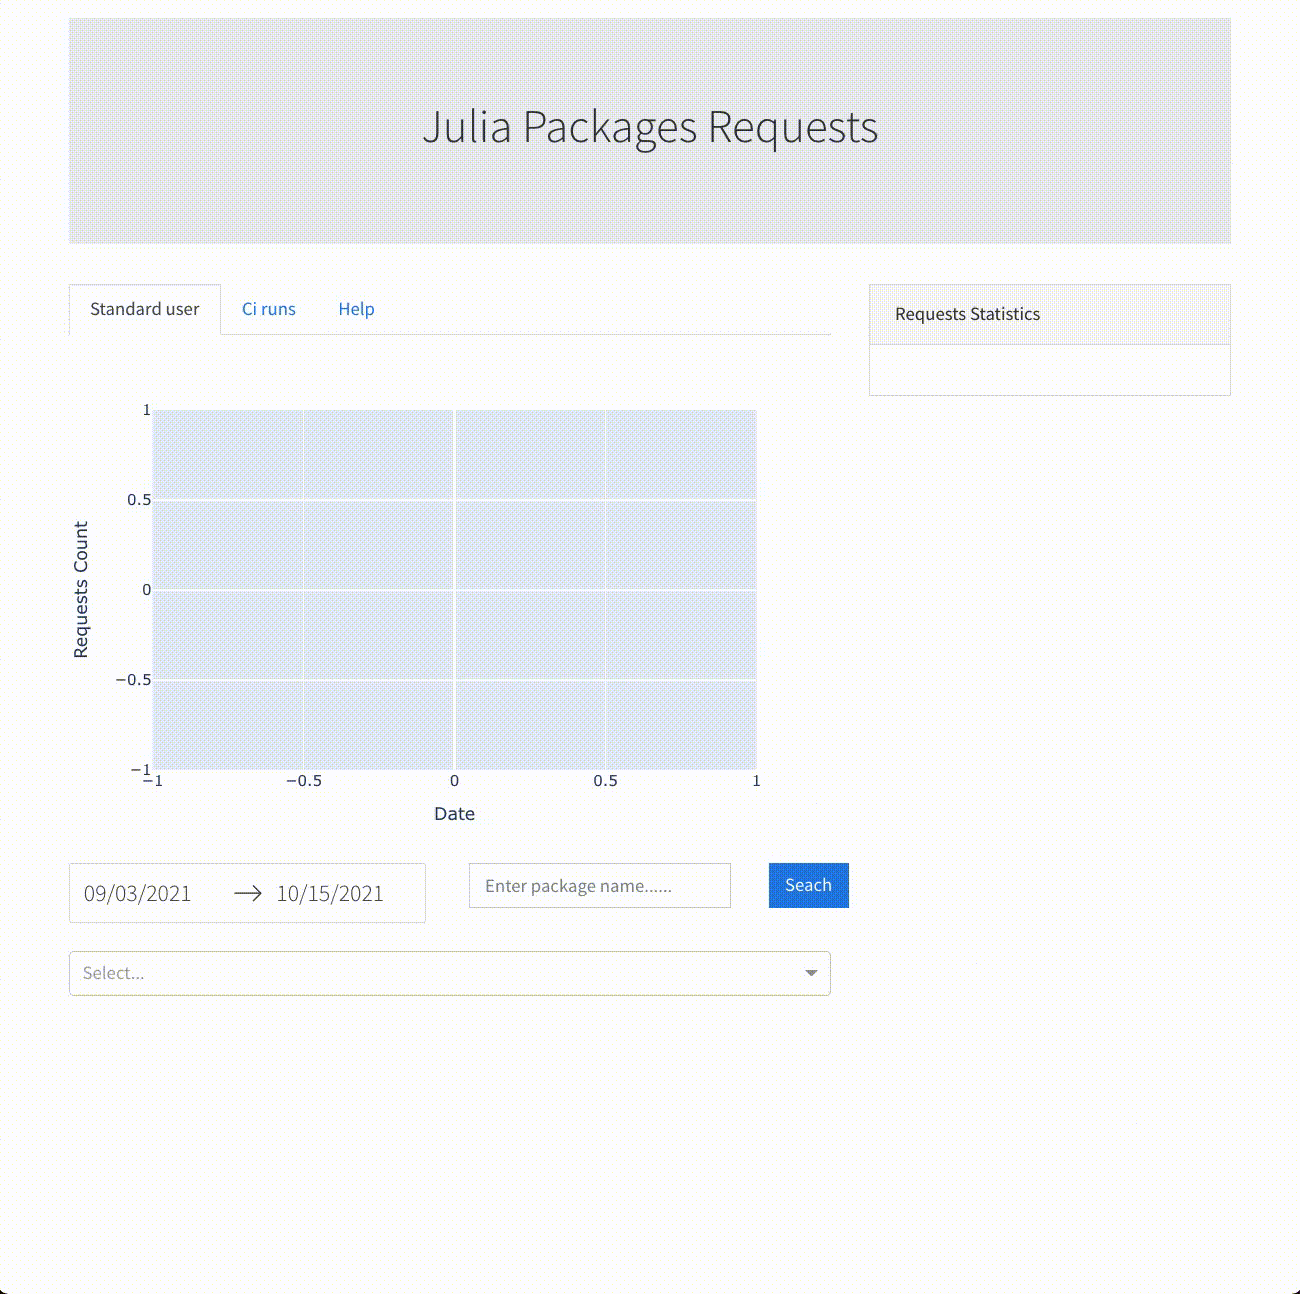 Julia Packages Requests
Standard user Ci runs Help
Requests Statistics
1
0.5
0
−0.5
−1
−1 −0.5 0 0.5 1
Requests Count
Date
09/03/2021 → 10/15/2021
Enter package name......
Seach
Select...